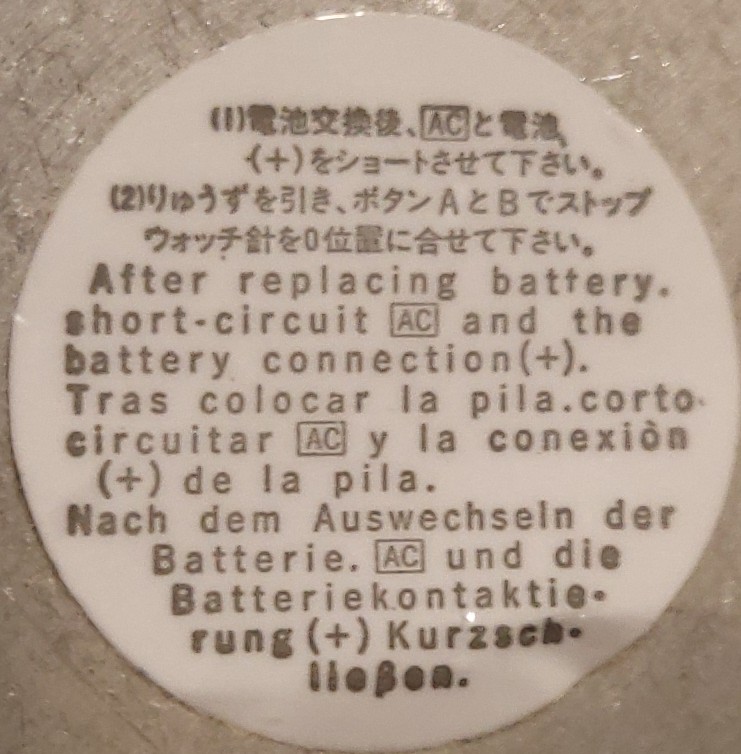 (1)電池交換後、ACと電池
(+)をショートさせて下さい。
(2)りゅうずを引き、ボタンAとBでストップ
ウォッチ針を0位置に合せて下さい。
After replacing battery.
short-circuit AC and the
battery connection(+).
Tras colocar la pila.corto-
circuitar AC y la conexiòn
(+) de la pila.
Nach dem Auswechseln der
Batterie. AC und die
Batteriekontaktie-
rung(+) Kurzsch-
ließen.